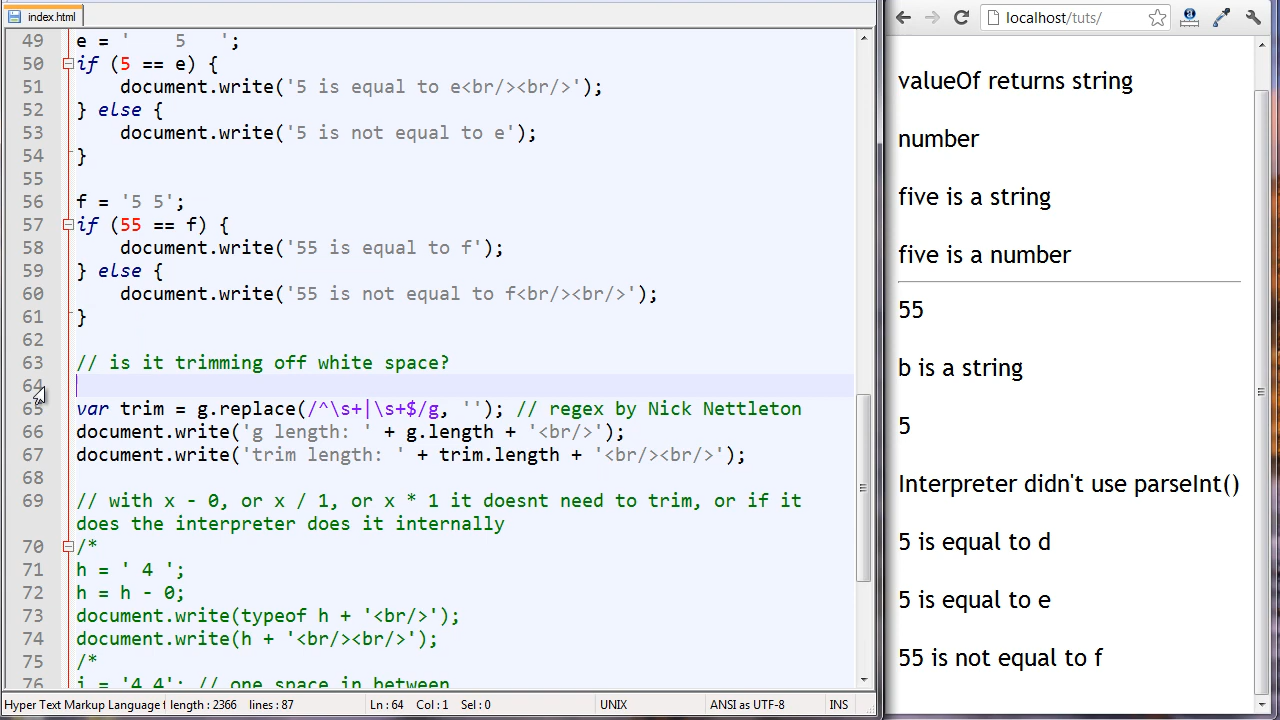 index.html
49 e = '    5   ';
50 if (5 == e) {
51     document.write('5 is equal to e<br/><br/>');
52 } else {
53     document.write('5 is not equal to e');
54 }
55
56 f = '5 5';
57 if (55 == f) {
58     document.write('55 is equal to f');
59 } else {
60     document.write('55 is not equal to f<br/><br/>');
61 }
62
63 // is it trimming off white space?
64
65 var trim = g.replace(/^\s+|\s+$/g, ''); // regex by Nick Nettleton
66 document.write('g length: ' + g.length + '<br/>');
67 document.write('trim length: ' + trim.length + '<br/><br/>');
68
69 // with x - 0, or x / 1, or x * 1 it doesnt need to trim, or if it
does the interpreter does it internally
70 /*
71 h = ' 4 ';
72 h = h - 0;
73 document.write(typeof h + '<br/>');
74 document.write(h + '<br/><br/>');
75 /*
76 i = '4 4'; // one space in between
Hyper Text Markup Language f length : 2366 lines : 87 Ln : 64 Col : 1 Sel : 0 UNIX ANSI as UTF-8 INS
localhost/tuts/
valueOf returns string
number
five is a string
five is a number
55
b is a string
5
Interpreter didn't use parseInt()
5 is equal to d
5 is equal to e
55 is not equal to f